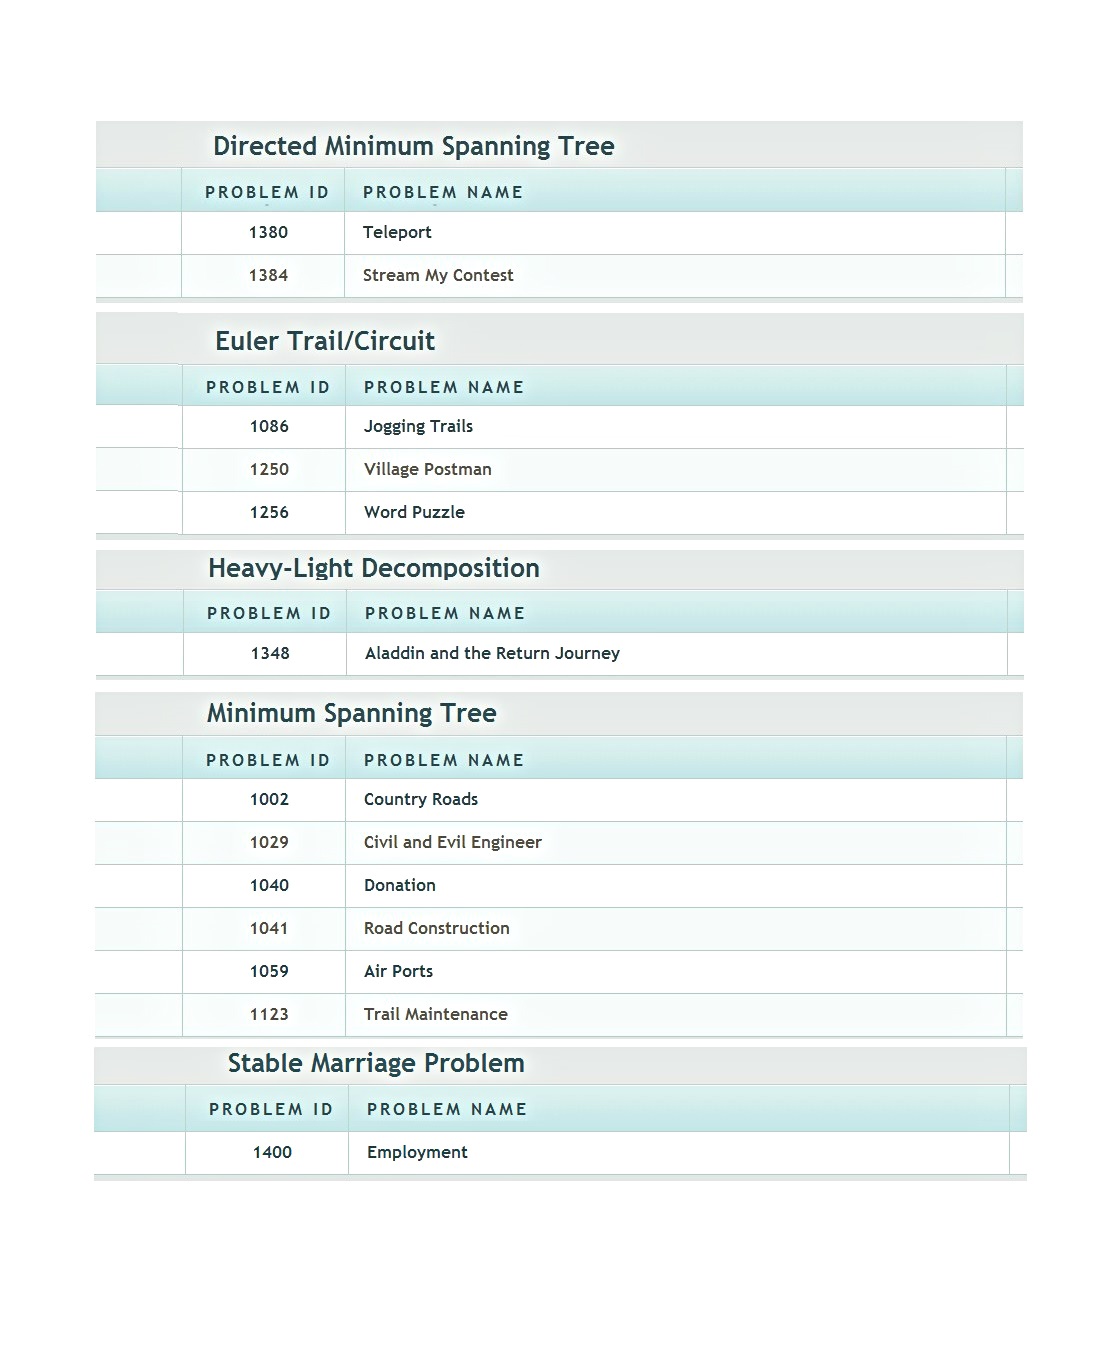 Directed Minimum Spanning Tree
PROBLEM ID PROBLEM NAME
1380 Teleport
1384 Stream My Contest
Euler Trail/Circuit
PROBLEM ID PROBLEM NAME
1086 Jogging Trails
1250 Village Postman
1256 Word Puzzle
Heavy-Light Decomposition
PROBLEM ID PROBLEM NAME
1348 Aladdin and the Return Journey
Minimum Spanning Tree
PROBLEM ID PROBLEM NAME
1002 Country Roads
1029 Civil and Evil Engineer
1040 Donation
1041 Road Construction
1059 Air Ports
1123 Trail Maintenance
Stable Marriage Problem
PROBLEM ID PROBLEM NAME
1400 Employment